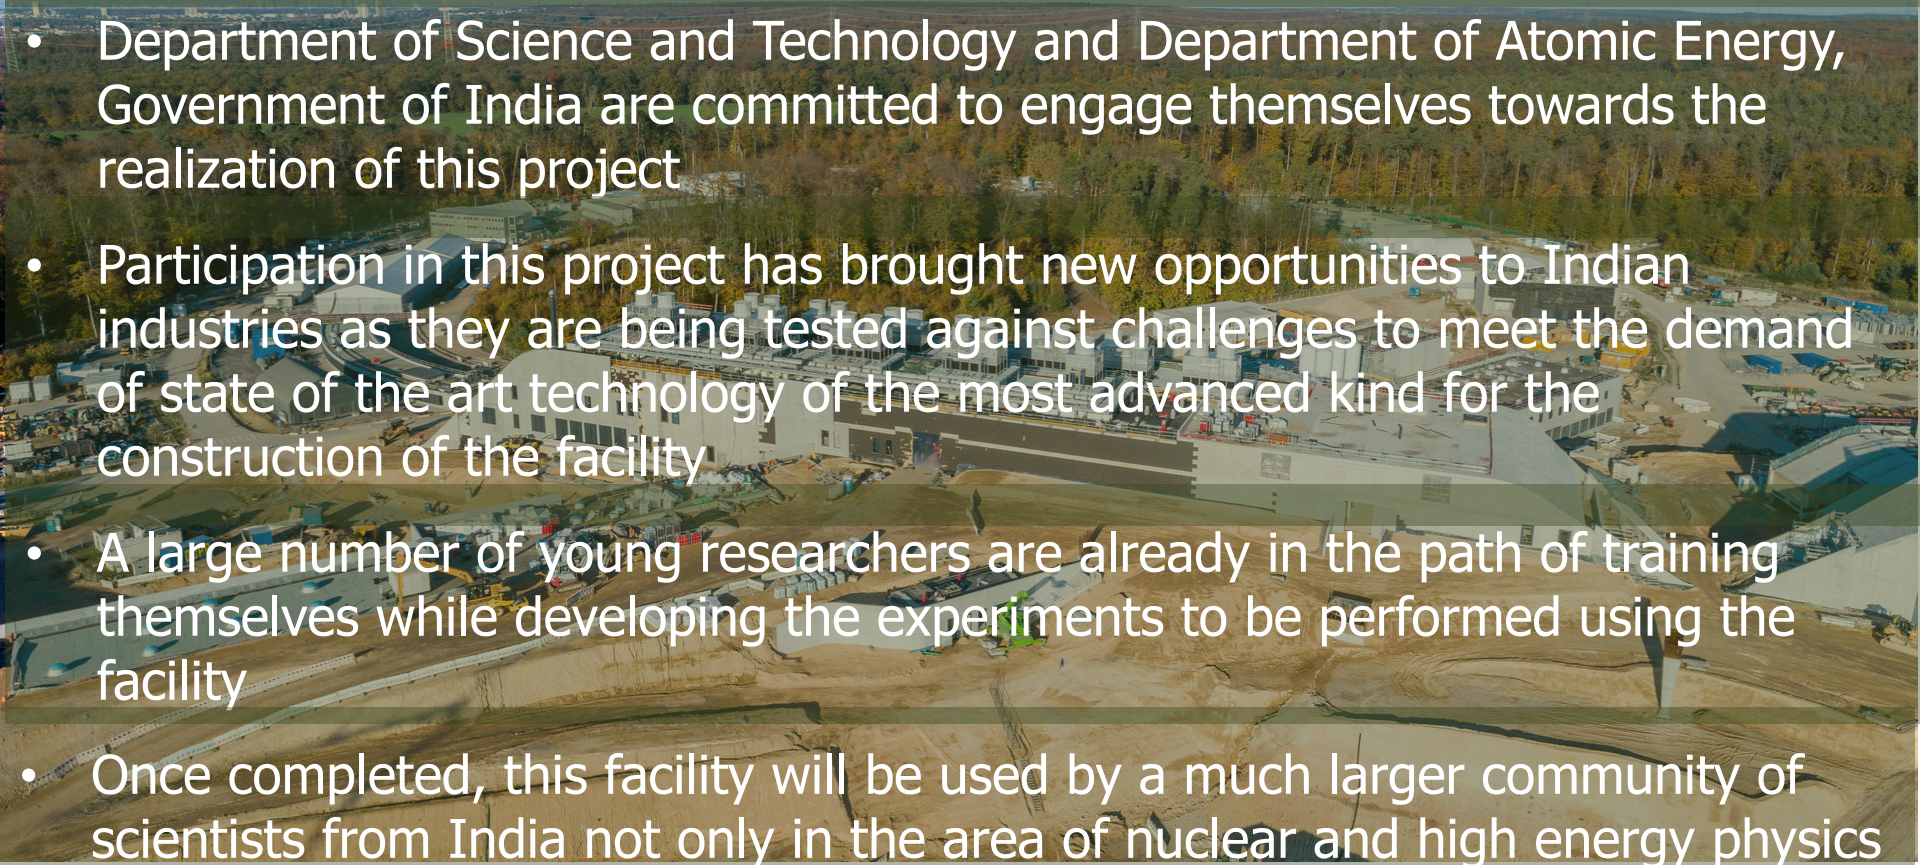 • Department of Science and Technology and Department of Atomic Energy,
Government of India are committed to engage themselves towards the
realization of this project
• Participation in this project has brought new opportunities to Indian
industries as they are being tested against challenges to meet the demand
of state of the art technology of the most advanced kind for the
construction of the facility
• A large number of young researchers are already in the path of training
themselves while developing the experiments to be performed using the
facility
• Once completed, this facility will be used by a much larger community of
scientists from India not only in the area of nuclear and high energy physics